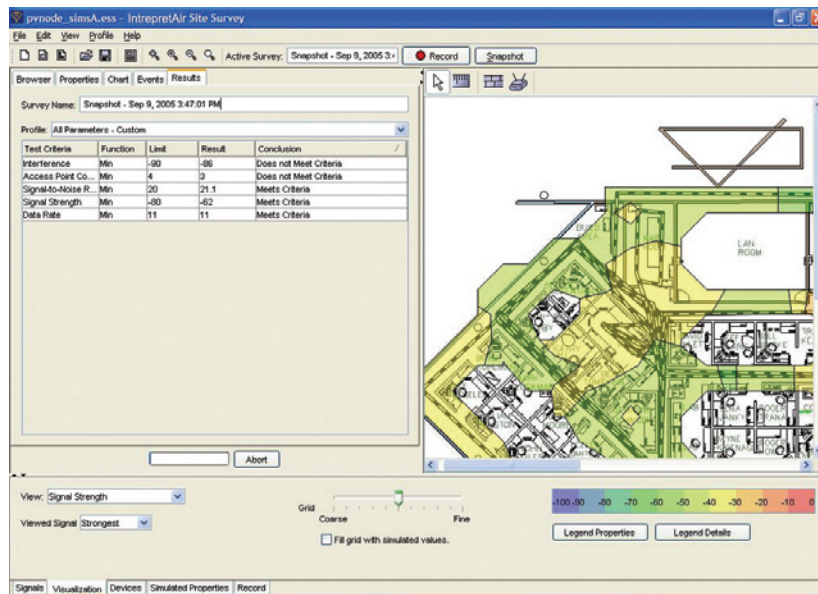 pvnode_simsA.ess - IntrepretAir Site Survey
File Edit View Profile Help
Active Survey: Snapshot - Sep 9, 2005 3:4 Record Snapshot
Browser Properties Chart Events Results
Survey Name: Snapshot - Sep 9, 2005 3:47:01 PM
Profile: All Parameters - Custom
Test Criteria Function Limit Result Conclusion
Interference Min -90 -86 Does not Meet Criteria
Access Point Co... Min 4 3 Does not Meet Criteria
Signal-to-Noise R... Min 20 21.1 Meets Criteria
Signal Strength Min -80 -62 Meets Criteria
Data Rate Min 11 11 Meets Criteria
LAN
ROOM
Abort
View: Signal Strength
Viewed Signal Strongest
Grid
Coarse Fine
Fill grid with simulated values.
-100 -90 -80 -70 -60 -50 -40 -30 -20 -10 0
Legend Properties Legend Details
Signals Visualization Devices Simulated Properties Record